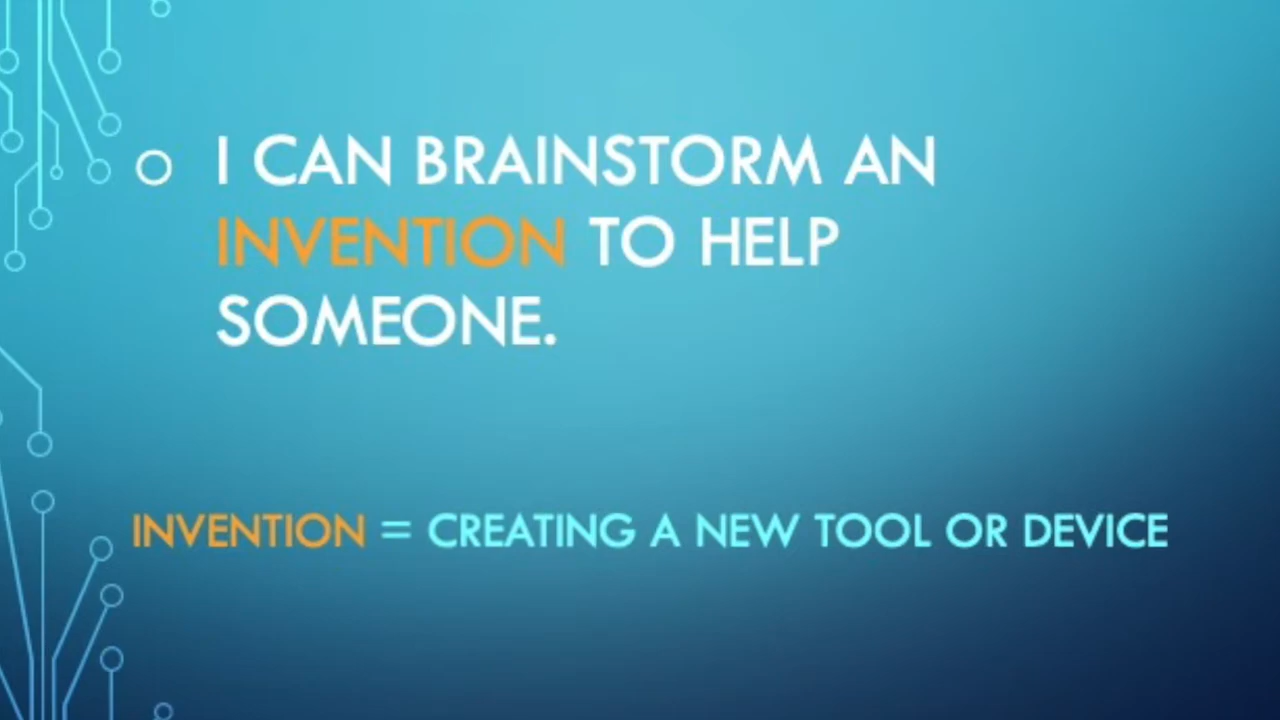 I CAN BRAINSTORM AN
INVENTION TO HELP
SOMEONE.
INVENTION = CREATING A NEW TOOL OR DEVICE